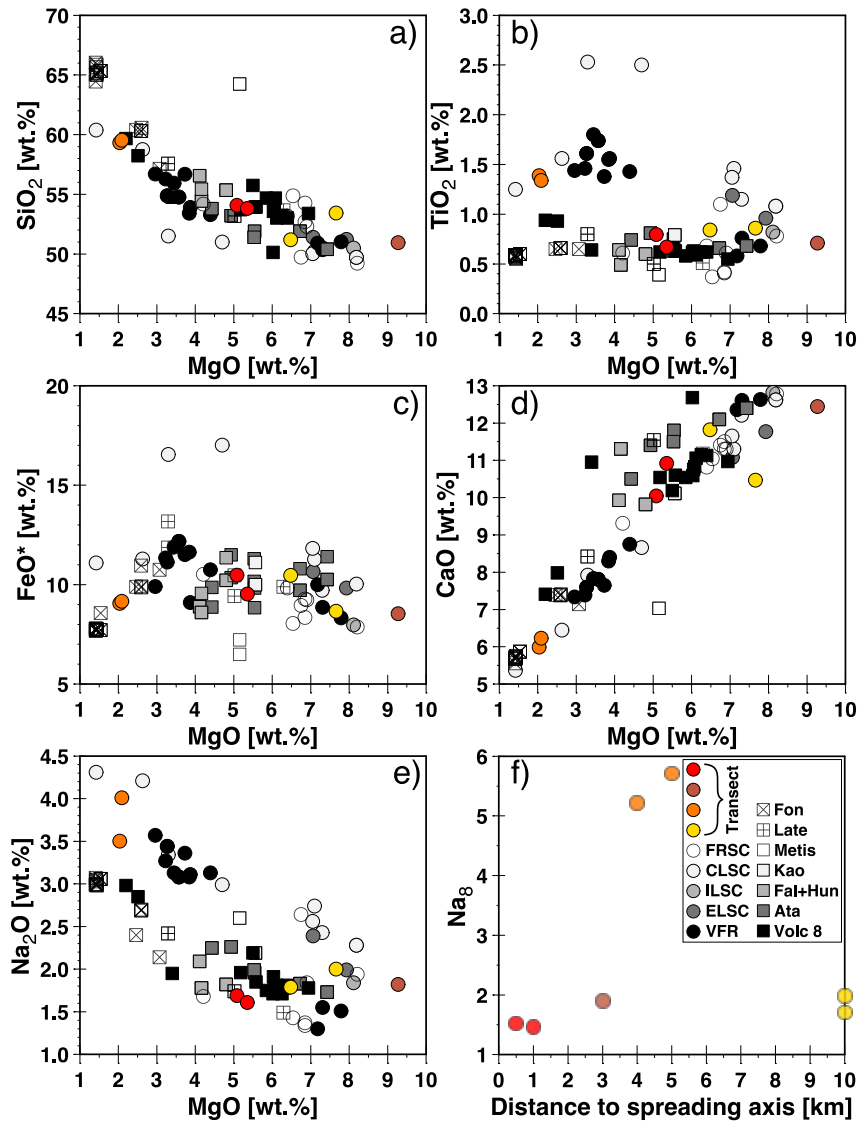 a)
SiO2 [wt.%]
70
65
60
55
50
45
1 2 3 4 5 6 7 8 9 10
MgO [wt.%]
b)
TiO2 [wt.%]
3.0
2.5
2.0
1.5
1.0
0.5
0.0
1 2 3 4 5 6 7 8 9 10
MgO [wt.%]
c)
FeO* [wt.%]
20
15
10
5
1 2 3 4 5 6 7 8 9 10
MgO [wt.%]
d)
CaO [wt.%]
13
12
11
10
9
8
7
6
5
1 2 3 4 5 6 7 8 9 10
MgO [wt.%]
e)
Na2O [wt.%]
4.5
4.0
3.5
3.0
2.5
2.0
1.5
1.0
1 2 3 4 5 6 7 8 9 10
MgO [wt.%]
f)
Na8
6
5
4
3
2
1
0 1 2 3 4 5 6 7 8 9 10
Distance to spreading axis [km]
Transect
FRSC
CLSC
ILSC
ELSC
VFR
Fon
Late
Metis
Kao
Fal+Hun
Ata
Volc 8